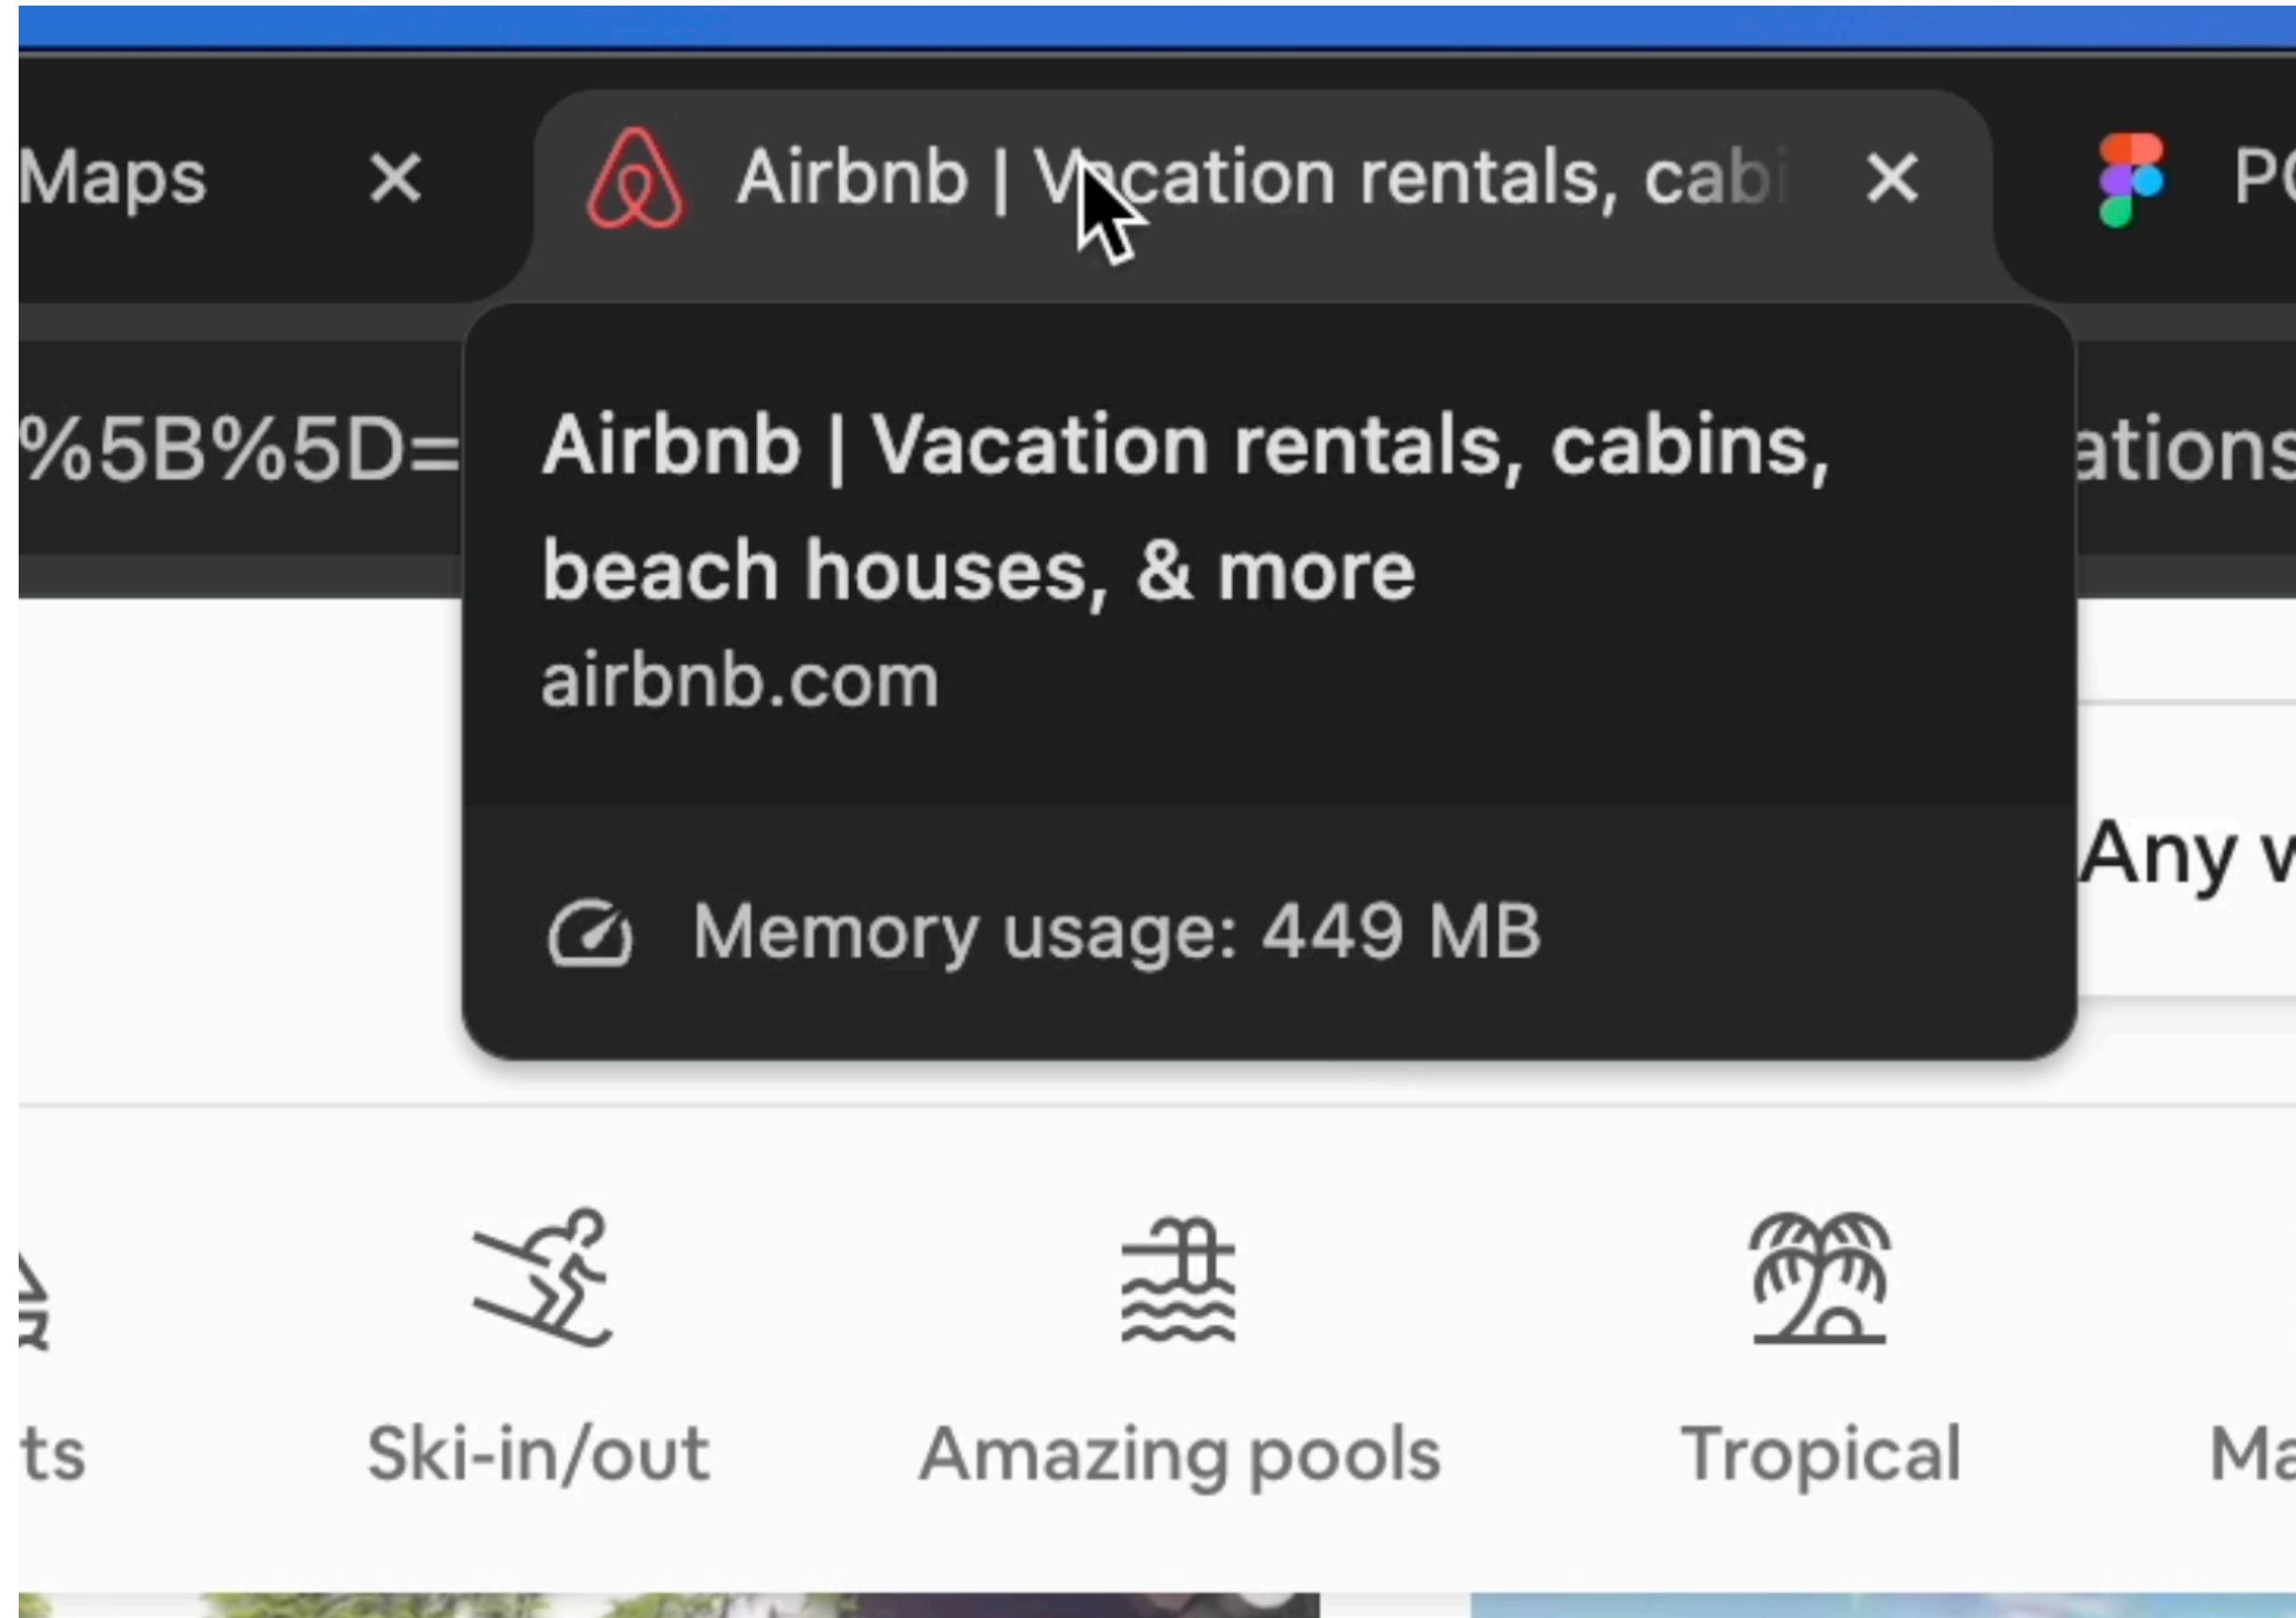 Maps
Airbnb | Vacation rentals, cabi
%5B%5D=
ations
Airbnb | Vacation rentals, cabins,
beach houses, & more
airbnb.com
Any
Memory usage: 449 MB
ts
Ski-in/out
Amazing pools
Tropical
Ma